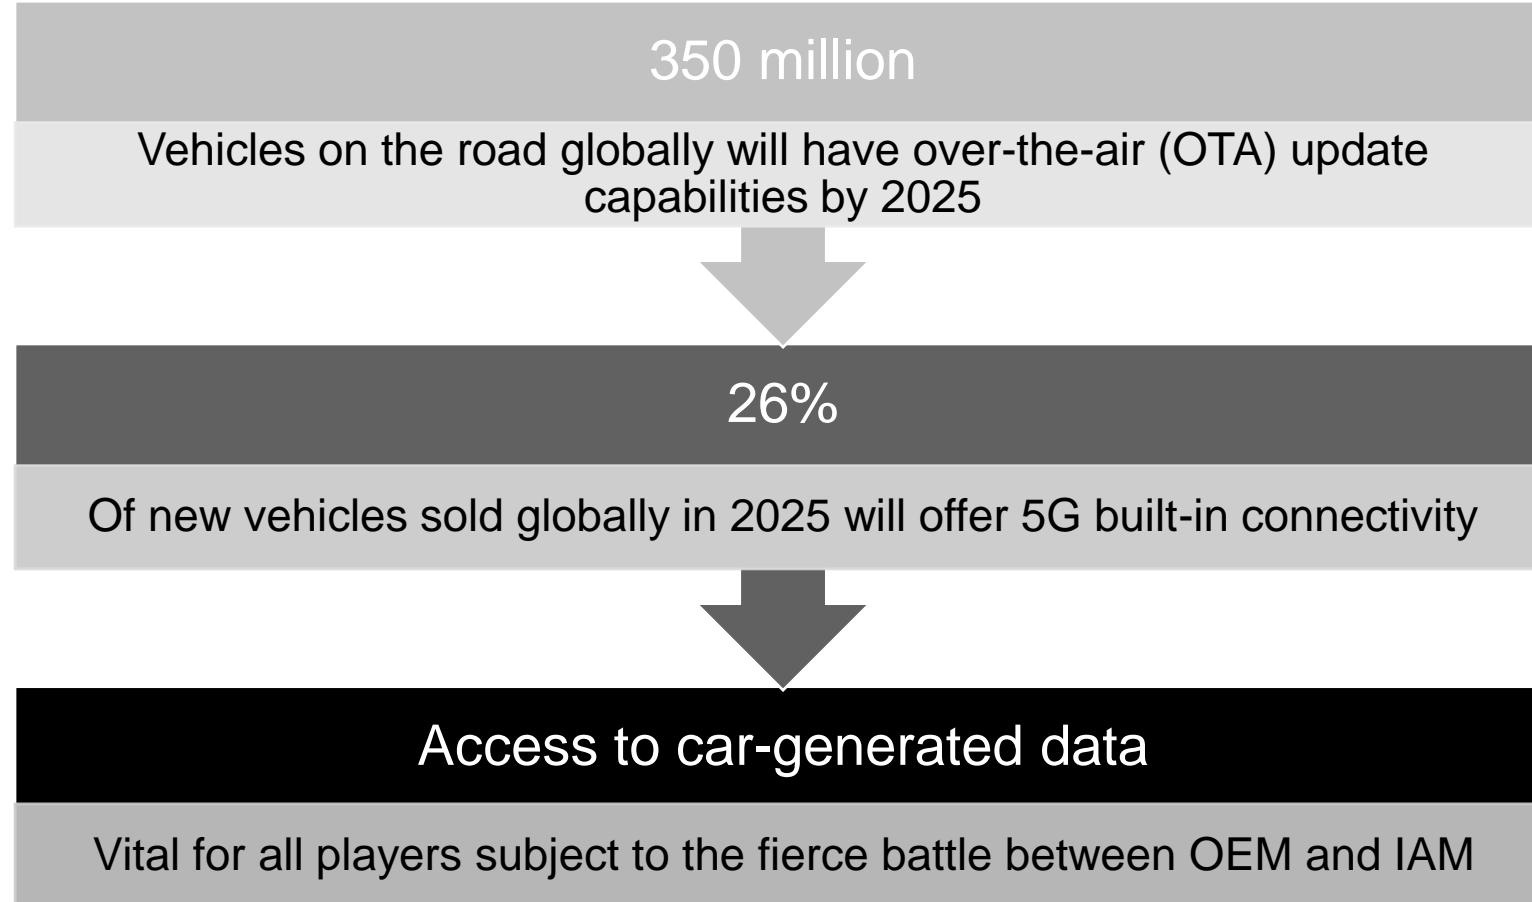 350 million
Vehicles on the road globally will have over-the-air (OTA) update
capabilities by 2025
26%
Of new vehicles sold globally in 2025 will offer 5G built-in connectivity
Access to car-generated data
Vital for all players subject to the fierce battle between OEM and IAM